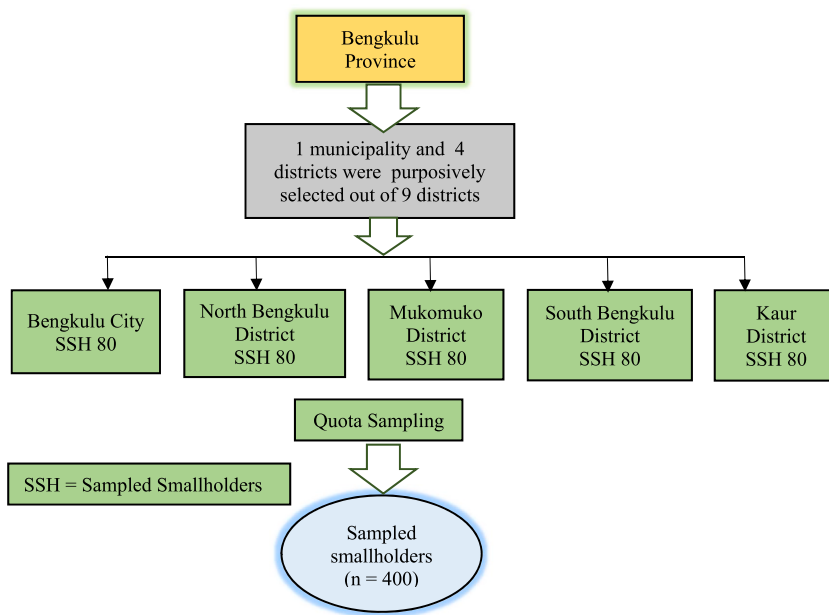 Bengkulu
Province
1 municipality and 4
districts were purposively
selected out of 9 districts
Bengkulu City
SSH 80
North Bengkulu
District
SSH 80
Mukomuko
District
SSH 80
South Bengkulu
District
SSH 80
Kaur
District
SSH 80
Quota Sampling
SSH = Sampled Smallholders
Sampled
smallholders
(n = 400)